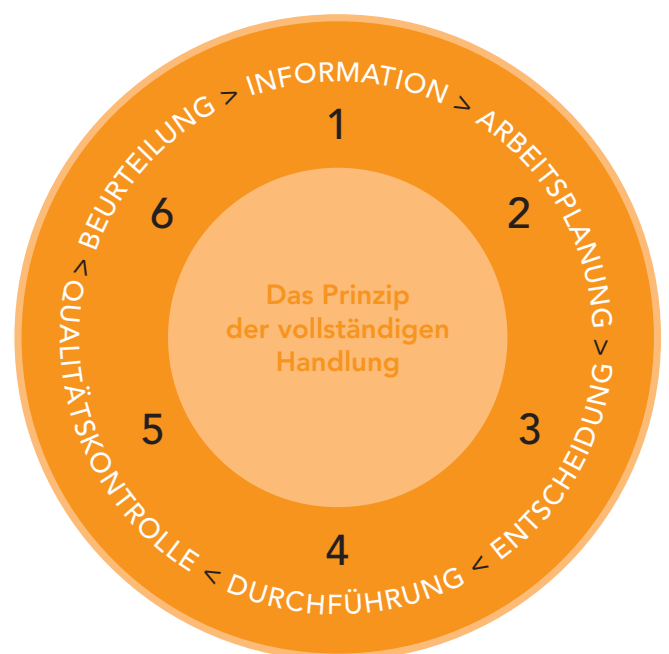 INFORMATION >
ARBEITSPLANUNG >
ENTSCHEIDUNG >
DURCHFÜHRUNG >
QUALITÄTSKONTROLLE >
BEURTEILUNG >
1
2
3
4
5
6
Das Prinzip
der vollständigen
Handlung